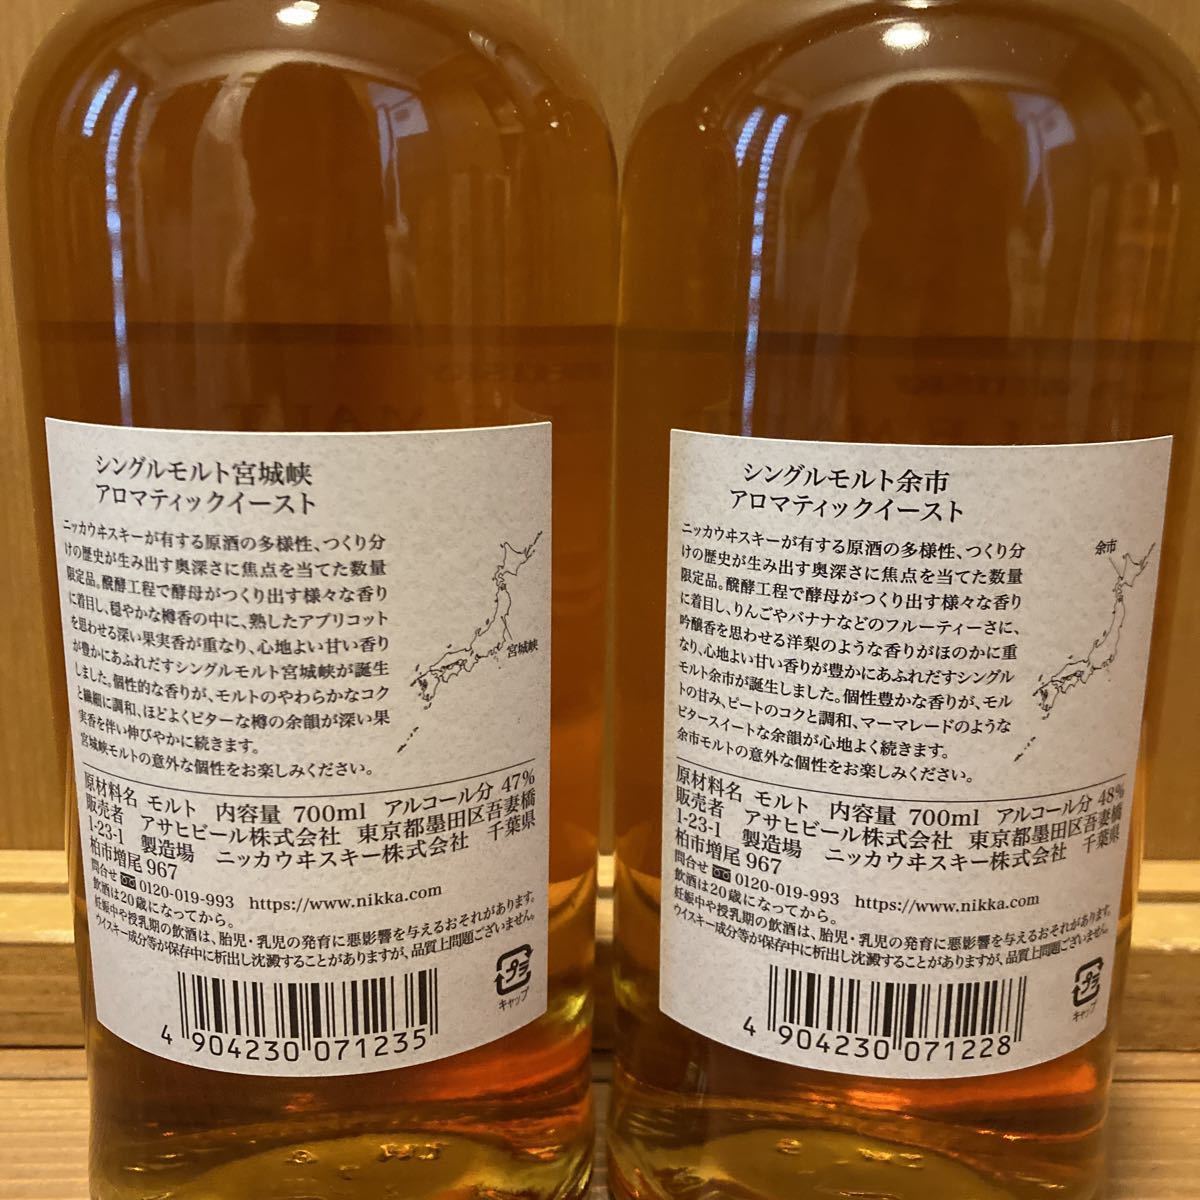 シングルモルト宮城峡
アロマティックイースト
ニッカウヰスキーが有する原酒の多様性、つくり分
けの歴史が生み出す奥深さに焦点を当てた数量
限定品。醗酵工程で酵母がつくり出す様々な香り
に着目し、穏やかな樽香の中に、熟したアプリコット
を思わせる深い果実香が重なり、心地よい甘い香り
が豊かにあふれだすシングルモルト宮城峡が誕生
しました。個性的な香りが、モルトのやわらかなコク
と繊細に調和、ほどよくビターな樽の余韻が深い果
実香を伴い伸びやかに続きます。
宮城峡モルトの意外な個性をお楽しみください。
宮城峡
原材料名 モルト 内容量 700ml アルコール分 47%
販売者 アサヒビール株式会社 東京都墨田区吾妻橋
1-23-1 製造場 ニッカウヰスキー株式会社 千葉県
柏市増尾 967
問合せ 0120-019-993 https://www.nikka.com
飲酒は20歳になってから。
妊娠中や授乳期の飲酒は、胎児・乳児の発育に悪影響を与えるおそれがあります。
ウイスキー成分等が保存中に析出し沈澱することがありますが、品質上問題ございません。
プラ
キャップ
4 904230 071235
シングルモルト余市
アロマティックイースト
ニッカウヰスキーが有する原酒の多様性、つくり分
けの歴史が生み出す奥深さに焦点を当てた数量
限定品。醗酵工程で酵母がつくり出す様々な香り
に着目し、りんごやバナナなどのフルーティーさに、
吟醸香を思わせる洋梨のような香りがほのかに重
なり、心地よい甘い香りが豊かにあふれだすシングル
モルト余市が誕生しました。個性豊かな香りが、モル
トの甘み、ピートのコクと調和、マーマレードのような
ビタースイートな余韻が心地よく続きます。
余市モルトの意外な個性をお楽しみください。
余市
原材料名 モルト 内容量 700ml アルコール分 48%
販売者 アサヒビール株式会社 東京都墨田区吾妻橋
1-23-1 製造場 ニッカウヰスキー株式会社 千葉県
柏市増尾 967
問合せ 0120-019-993 https://www.nikka.com
飲酒は20歳になってから。
妊娠中や授乳期の飲酒は、胎児・乳児の発育に悪影響を与えるおそれがあります。
ウイスキー成分等が保存中に析出し沈澱することがありますが、品質上問題ございません。
プラ
キャップ
4 904230 071228